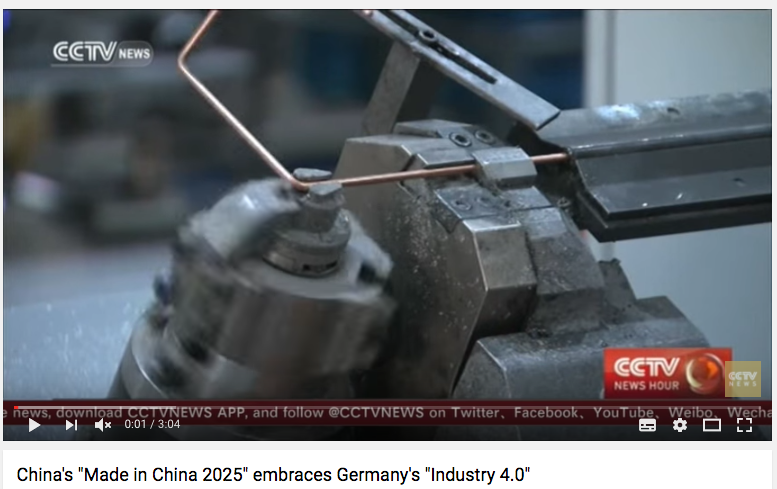 CCTV NEWS
CCTV
NEWS HOUR
CCTV
NEWS
e news, download CCTVNEWS APP, and follow @CCTVNEWS on Twitter、Facebook、YouTube、Weibo、Wecha
0:01 / 3:04
China's "Made in China 2025" embraces Germany's "Industry 4.0"